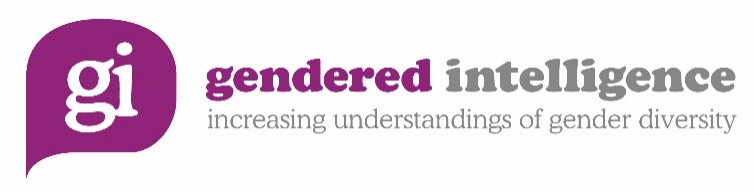 gi
gendered intelligence
increasing understandings of gender diversity